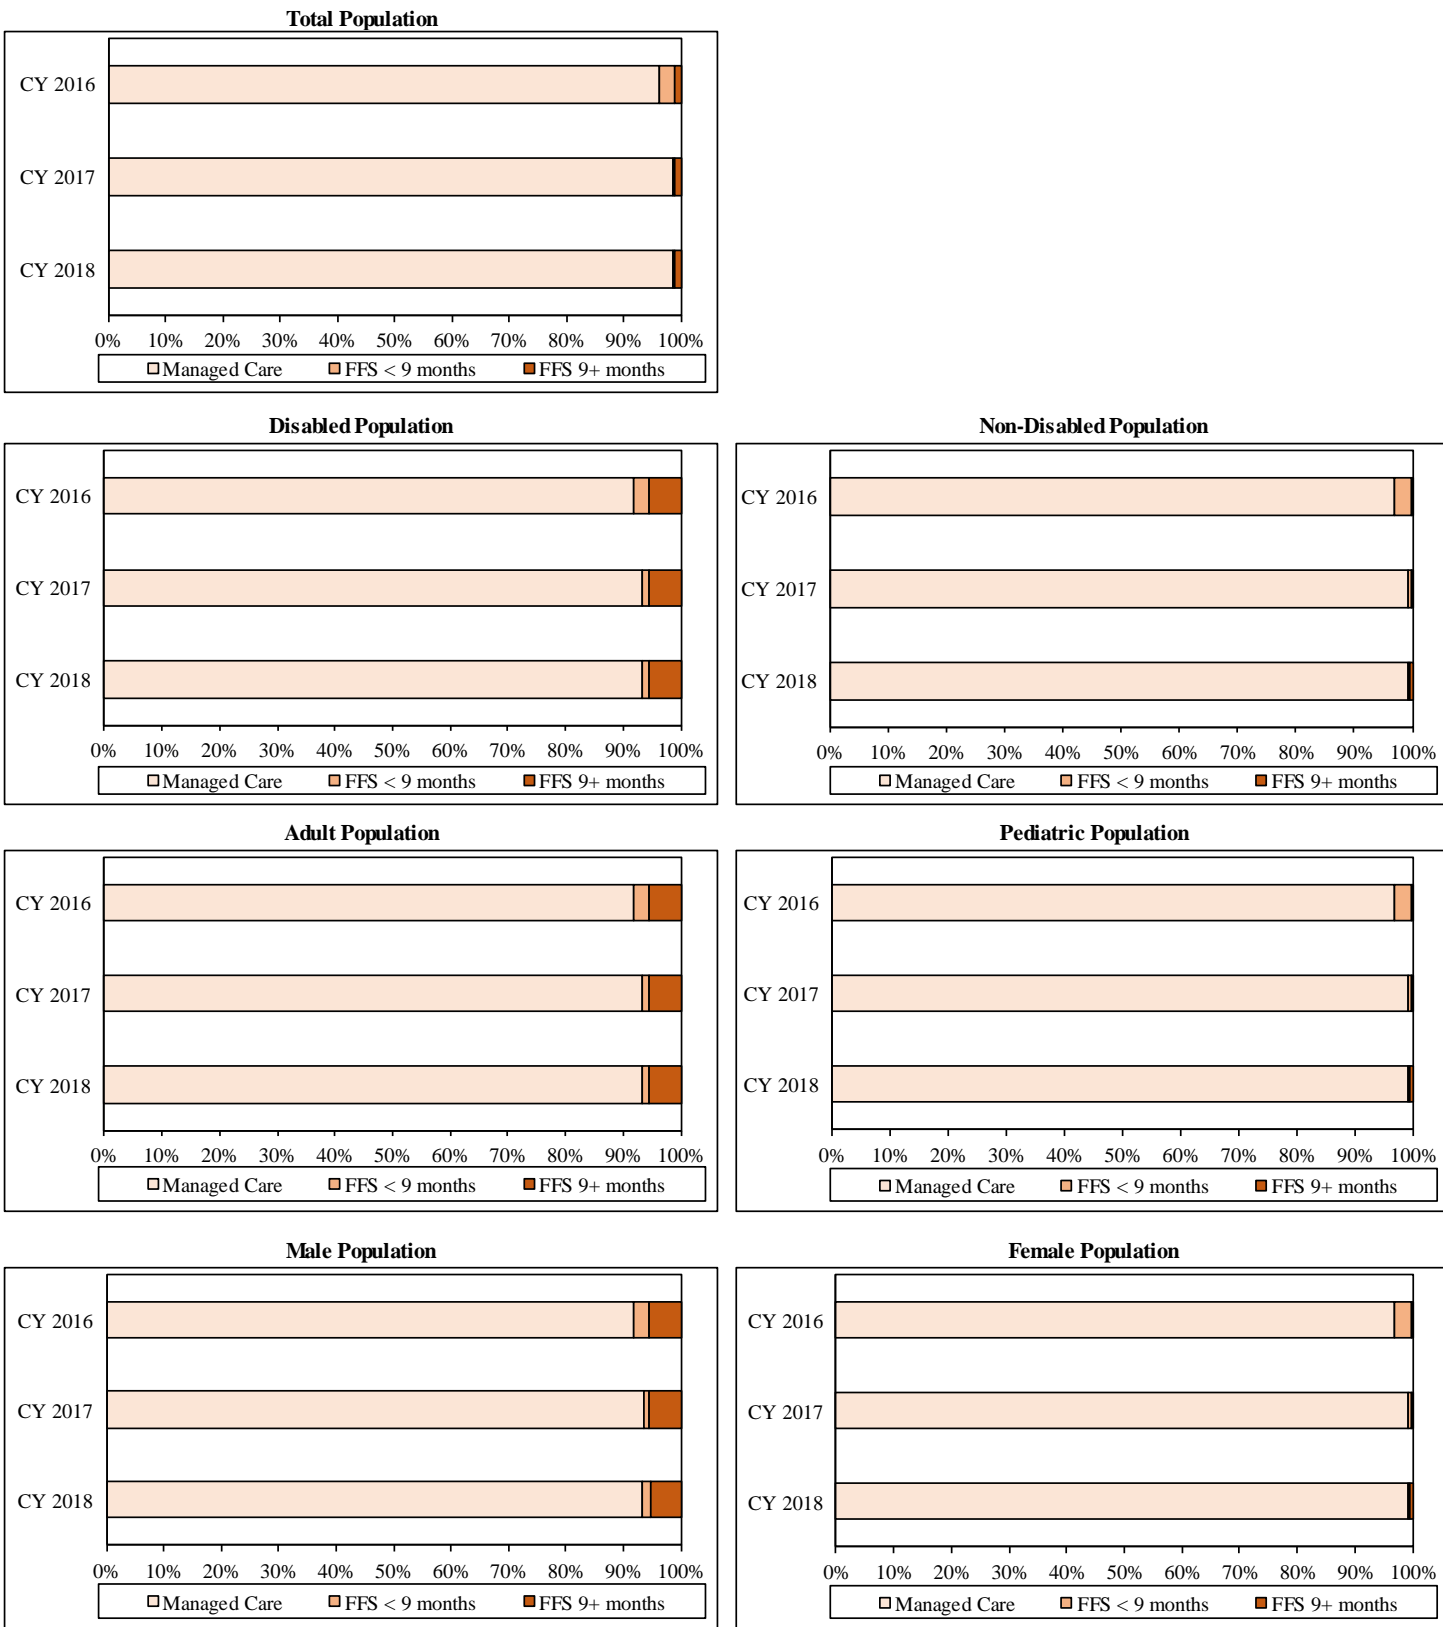 Total Population
CY 2016
CY 2017
CY 2018
0% 10% 20% 30% 40% 50% 60% 70% 80% 90% 100%
Managed Care FFS < 9 months FFS 9+ months
Disabled Population
CY 2016
CY 2017
CY 2018
0% 10% 20% 30% 40% 50% 60% 70% 80% 90% 100%
Managed Care FFS < 9 months FFS 9+ months
Non-Disabled Population
CY 2016
CY 2017
CY 2018
0% 10% 20% 30% 40% 50% 60% 70% 80% 90% 100%
Managed Care FFS < 9 months FFS 9+ months
Adult Population
CY 2016
CY 2017
CY 2018
0% 10% 20% 30% 40% 50% 60% 70% 80% 90% 100%
Managed Care FFS < 9 months FFS 9+ months
Pediatric Population
CY 2016
CY 2017
CY 2018
0% 10% 20% 30% 40% 50% 60% 70% 80% 90% 100%
Managed Care FFS < 9 months FFS 9+ months
Male Population
CY 2016
CY 2017
CY 2018
0% 10% 20% 30% 40% 50% 60% 70% 80% 90% 100%
Managed Care FFS < 9 months FFS 9+ months
Female Population
CY 2016
CY 2017
CY 2018
0% 10% 20% 30% 40% 50% 60% 70% 80% 90% 100%
Managed Care FFS < 9 months FFS 9+ months